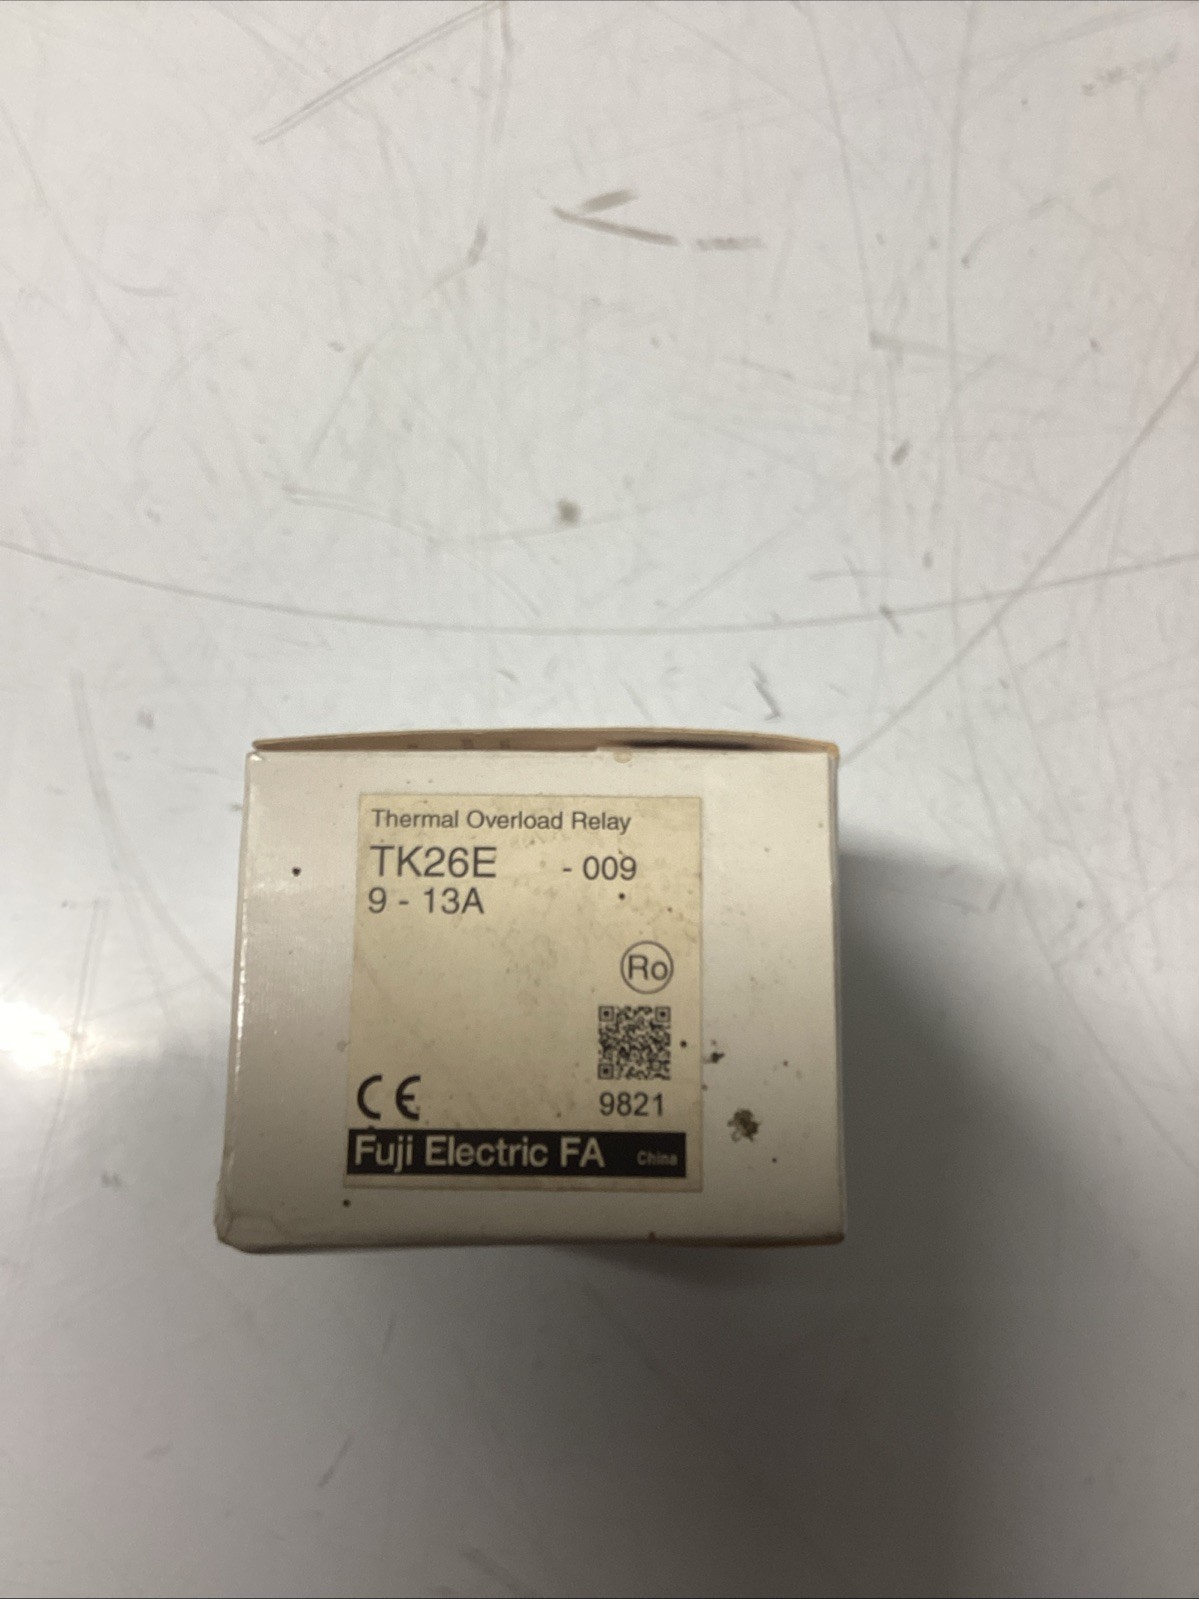 Thermal Overload Relay
TK26E - 009
9 - 13A
Ro
CE
9821
Fuji Electric FA China